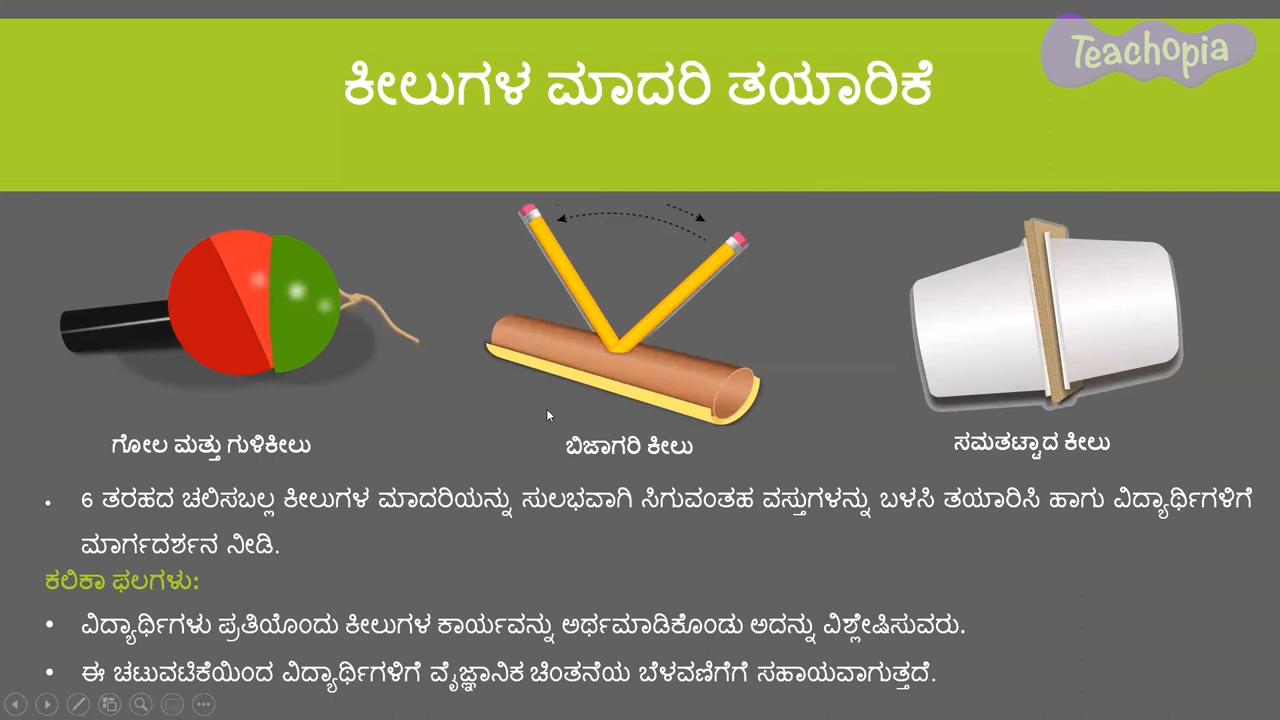 Teachopia
ಕೀಲುಗಳ ಮಾದರಿ ತಯಾರಿಕೆ
ಗೋಲ ಮತ್ತು ಗುಳಿಕೀಲು
ಬಿಜಾಗರಿ ಕೀಲು
ಸಮತಟ್ಟಾದ ಕೀಲು
• 6 ತರಹದ ಚಲಿಸಬಲ್ಲ ಕೀಲುಗಳ ಮಾದರಿಯನ್ನು ಸುಲಭವಾಗಿ ಸಿಗುವಂತಹ ವಸ್ತುಗಳನ್ನು ಬಳಸಿ ತಯಾರಿಸಿ ಹಾಗು ವಿದ್ಯಾರ್ಥಿಗಳಿಗೆ
ಮಾರ್ಗದರ್ಶನ ನೀಡಿ.
ಕಲಿಕಾ ಫಲಗಳು:
• ವಿದ್ಯಾರ್ಥಿಗಳು ಪ್ರತಿಯೊಂದು ಕೀಲುಗಳ ಕಾರ್ಯವನ್ನು ಅರ್ಥಮಾಡಿಕೊಂಡು ಅದನ್ನು ವಿಶ್ಲೇಷಿಸುವರು.
• ಈ ಚಟುವಟಿಕೆಯಿಂದ ವಿದ್ಯಾರ್ಥಿಗಳಿಗೆ ವೈಜ್ಞಾನಿಕ ಚಿಂತನೆಯ ಬೆಳವಣಿಗೆಗೆ ಸಹಾಯವಾಗುತ್ತದೆ.